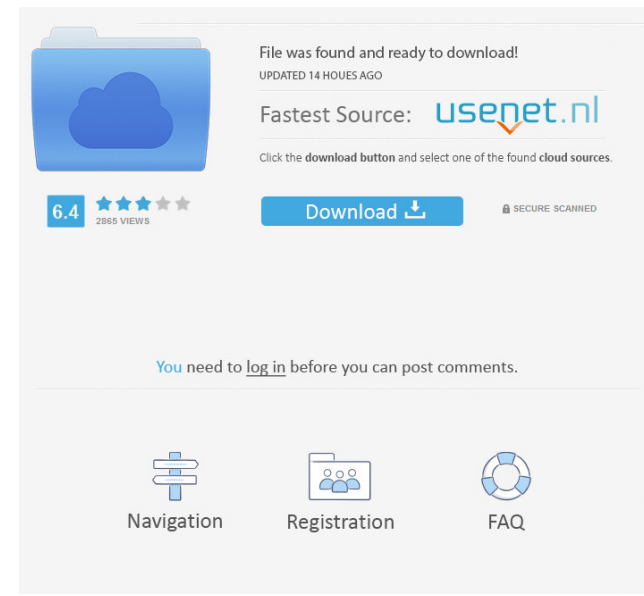 File was found and ready to download!
UPDATED 14 HOUES AGO
Fastest Source: usenet.nl
Click the download button and select one of the found cloud sources.
6.4
2865 VIEWS
Download
SECURE SCANNED
You need to log in before you can post comments.
Navigation
Registration
FAQ